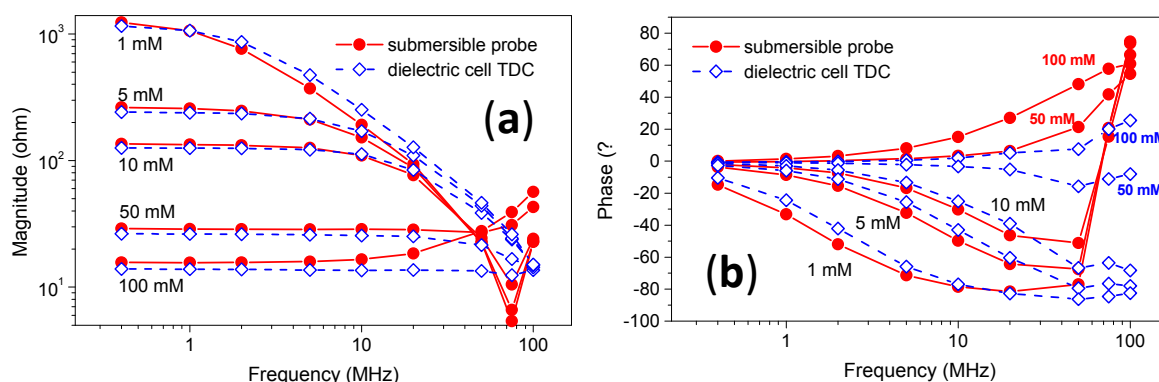 (a)
submersible probe
dielectric cell TDC
1 mM
5 mM
10 mM
50 mM
100 mM
Magnitude (ohm)
10³
10²
10¹
1
10
100
Frequency (MHz)
(b)
submersible probe
dielectric cell TDC
100 mM
50 mM
100 mM
50 mM
10 mM
5 mM
1 mM
Phase (?
80
60
40
20
0
-20
-40
-60
-80
-100
1
10
100
Frequency (MHz)